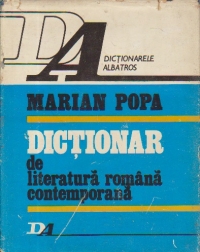 DA
DICȚIONARELE
ALBATROS
MARIAN POPA
DICȚIONAR
de
literatură română
contemporană
DA